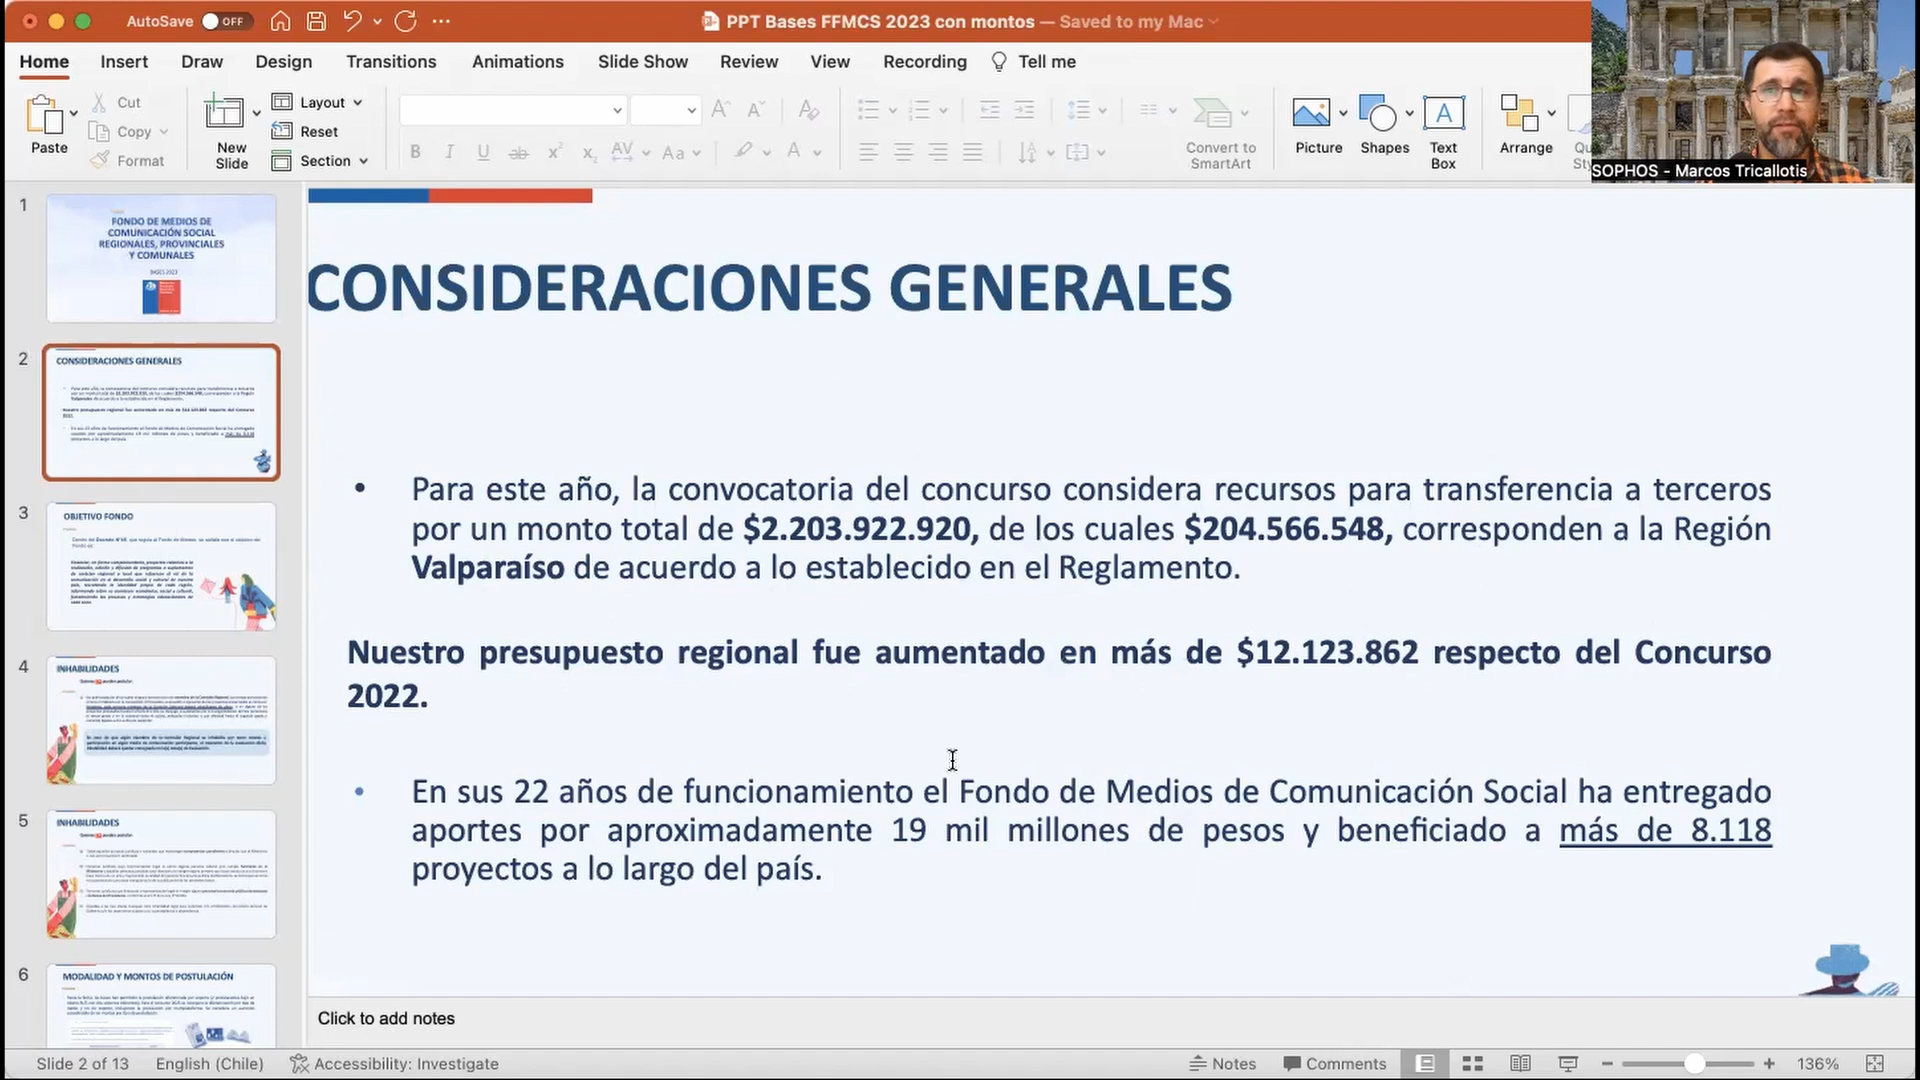 AutoSave OFF
PPT Bases FFMCS 2023 con montos — Saved to my Mac
Home Insert Draw Design Transitions Animations Slide Show Review View Recording Tell me
Paste
Cut
Copy
Format
New
Slide
Layout
Reset
Section
Convert to
SmartArt
Picture
Shapes
Text
Box
Arrange
SOPHOS - Marcos Tricallotis
1
FONDO DE MEDIOS DE
COMUNICACIÓN SOCIAL
REGIONALES, PROVINCIALES
Y COMUNALES
BASES 2023
2
CONSIDERACIONES GENERALES
3
OBJETIVO FONDO
4
INHABILIDADES
5
INHABILIDADES
6
MODALIDAD Y MONTOS DE POSTULACIÓN
CONSIDERACIONES GENERALES
• Para este año, la convocatoria del concurso considera recursos para transferencia a terceros
por un monto total de $2.203.922.920, de los cuales $204.566.548, corresponden a la Región
Valparaíso de acuerdo a lo establecido en el Reglamento.
Nuestro presupuesto regional fue aumentado en más de $12.123.862 respecto del Concurso
2022.
• En sus 22 años de funcionamiento el Fondo de Medios de Comunicación Social ha entregado
aportes por aproximadamente 19 mil millones de pesos y beneficiado a más de 8.118
proyectos a lo largo del país.
Click to add notes
Slide 2 of 13 English (Chile) Accessibility: Investigate Notes Comments 136%